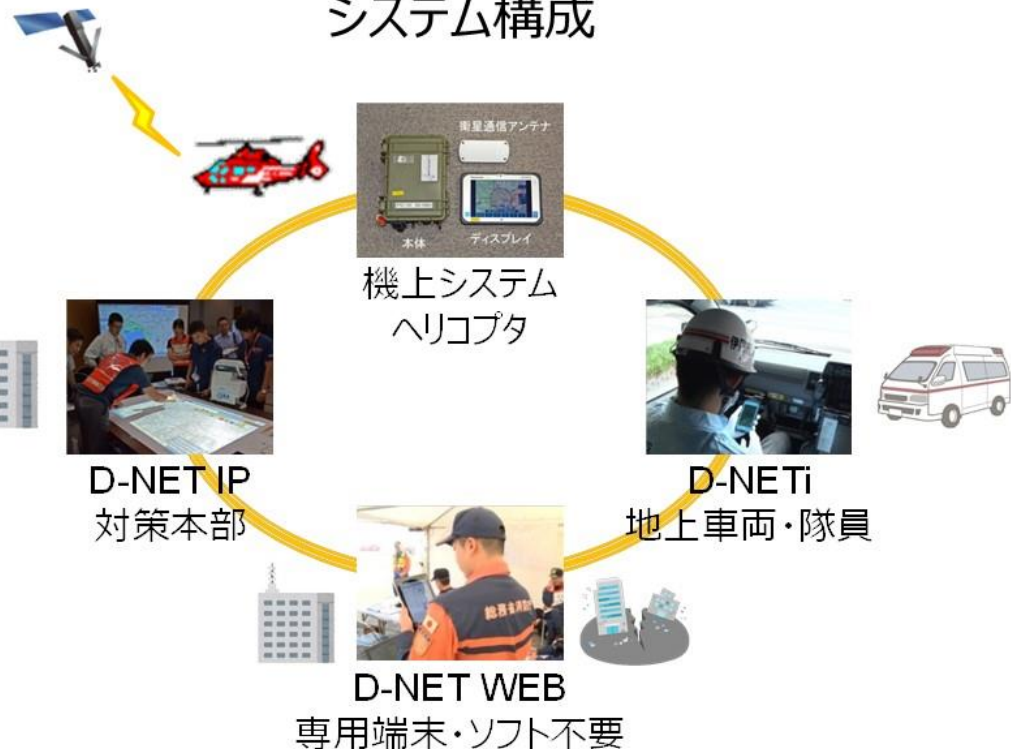 システム構成
衛星通信アンテナ
本体
ディスプレイ
機上システム
ヘリコプタ
D-NET IP
対策本部
D-NETi
地上車両・隊員
D-NET WEB
専用端末・ソフト不要